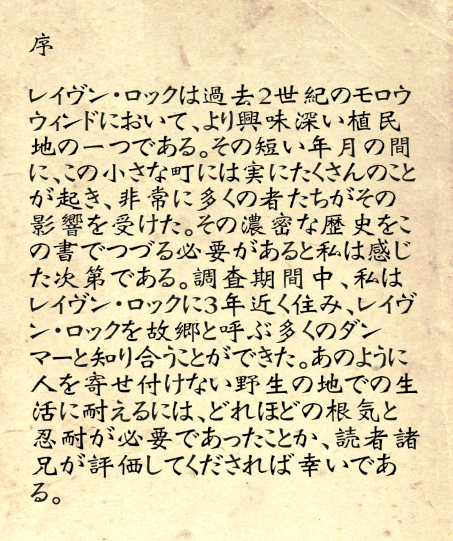 序
レイヴン・ロックは過去2世紀のモロウ
ウィンドにおいて、より興味深い植民
地の一つである。その短い年月の間
に、この小さな町には実にたくさんのこと
が起き、非常に多くの者たちがその
影響を受けた。その濃密な歴史をこ
の書でつづる必要があると私は感じ
た次第である。調査期間中、私は
レイヴン・ロックに3年近く住み、レイヴ
ン・ロックを故郷と呼ぶ多くのダン
マーと知り合うことができた。あのように
人を寄せ付けない野生の地での生
活に耐えるには、どれほどの根気と
忍耐が必要であったことか、読者諸
兄が評価してくだされば幸いであ
る。